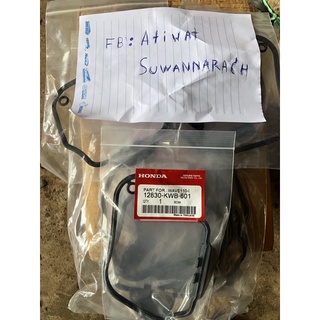 FB: Atiwat
SUWANNARACH
HONDA
PART FOR : WAVE110-I
12830-KWB-601
QTY. 1